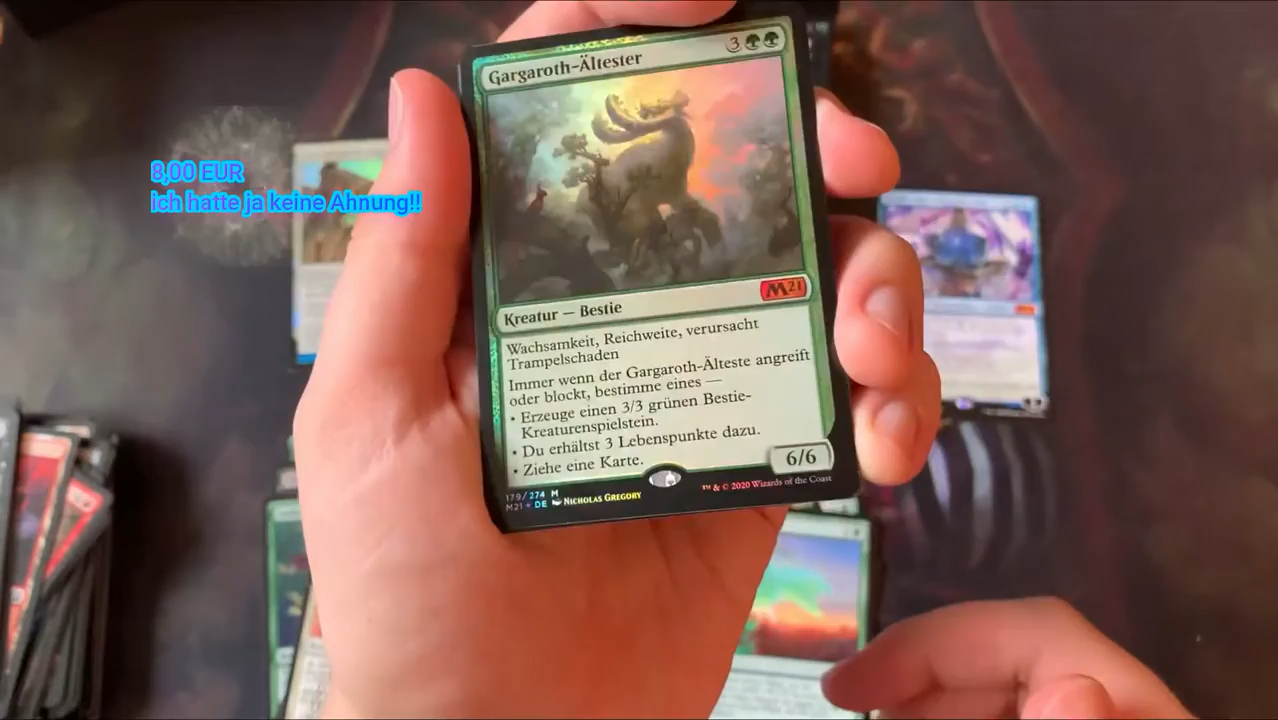 Gargaroth-Ältester
3
8,00 EUR
ich hatte ja keine Ahnung!!
Kreatur — Bestie
M21
Wachsamkeit, Reichweite, verursacht
Trampelschaden
Immer wenn der Gargaroth-Älteste angreift
oder blockt, bestimme eines —
• Erzeuge einen 3/3 grünen Bestie-
Kreaturenspielstein.
• Du erhältst 3 Lebenspunkte dazu.
• Ziehe eine Karte.
6/6
179/274 M
M21 • DE Nicholas Gregory
™ & © 2020 Wizards of the Coast